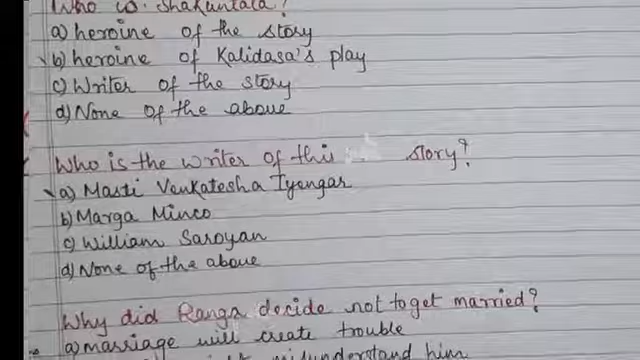 Who is Shakuntala?
a) heroine of the story
b) heroine of Kalidasa's play
c) Writer of the story
d) None of the above
Who is the writer of this story?
a) Masti Venkatesha Iyengar
b) Marga Minco
c) William Saroyan
d) None of the above
Why did Ranga decide not to get married?
a) marriage will create trouble
misunderstand him